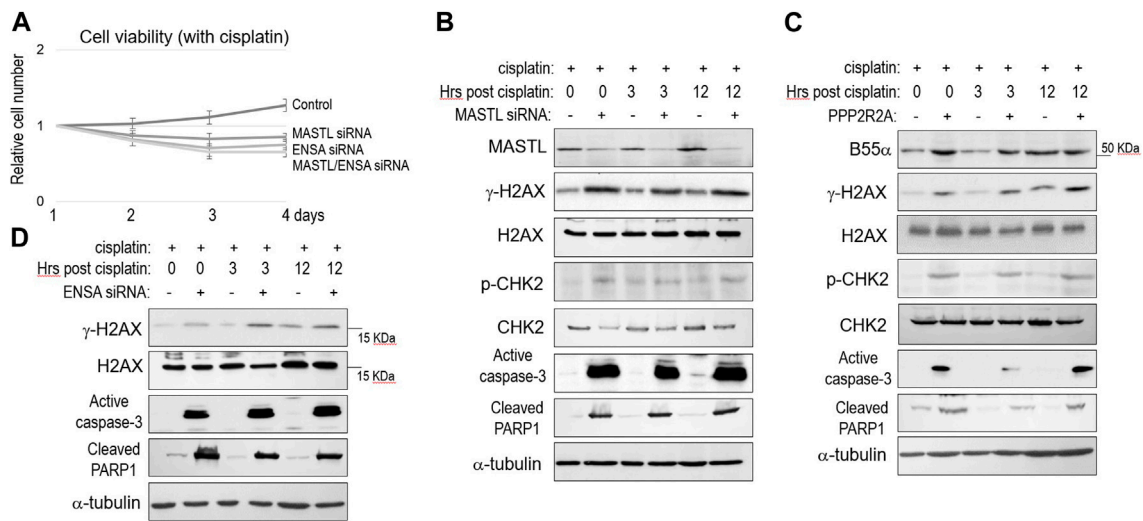 A
Cell viability (with cisplatin)
Relative cell number
2
1
0
Control
MASTL siRNA
ENSA siRNA
MASTL/ENSA siRNA
1 2 3 4 days
B
cisplatin: + + + + + +
Hrs post cisplatin: 0 0 3 3 12 12
MASTL siRNA: - + - + - +
MASTL
γ-H2AX
H2AX
p-CHK2
CHK2
Active
caspase-3
Cleaved
PARP1
α-tubulin
C
cisplatin: + + + + + +
Hrs post cisplatin: 0 0 3 3 12 12
PPP2R2A: - + - + - +
B55α
50 KDa
γ-H2AX
H2AX
p-CHK2
CHK2
Active
caspase-3
Cleaved
PARP1
α-tubulin
D
cisplatin: + + + + + +
Hrs post cisplatin: 0 0 3 3 12 12
ENSA siRNA: - + - + - +
γ-H2AX
15 KDa
H2AX
15 KDa
Active
caspase-3
Cleaved
PARP1
α-tubulin